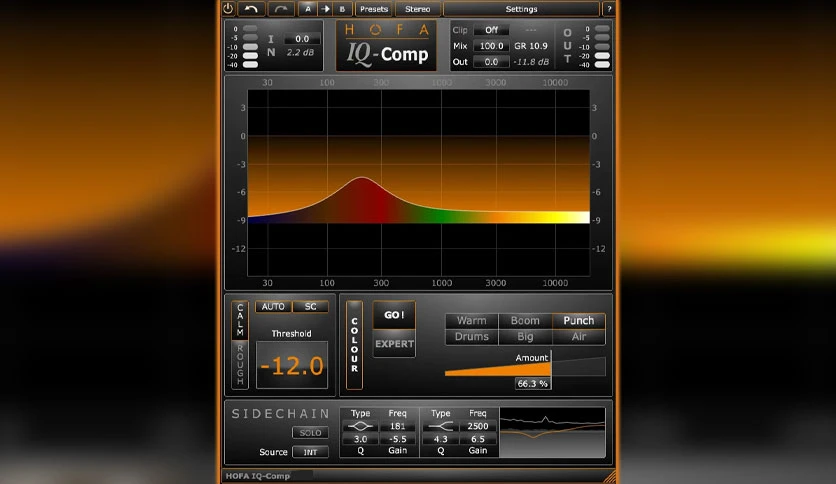 A B Presets Stereo Settings ?
0 -5 -10 -20 -40
I N
0.0
2.2 dB
H O F A
IQ-Comp
Clip Off ---
Mix 100.0 GR 10.9
Out 0.0 -11.8 dB
O U T
0 -5 -10 -20 -40
30 100 300 1000 3000 10000
3 3
0 0
-3 -3
-6 -6
-9 -9
-12 -12
30 100 300 1000 3000 10000
CALM
ROUGH
AUTO SC
Threshold
-12.0
COLOUR
GO!
EXPERT
Warm Boom Punch
Drums Big Air
Amount
66.3 %
SIDECHAIN
SOLO
Source INT
Type Freq Type Freq
181 2500
3.0 -5.5 4.3 6.5
Q Gain Q Gain
HOFA IQ-Comp